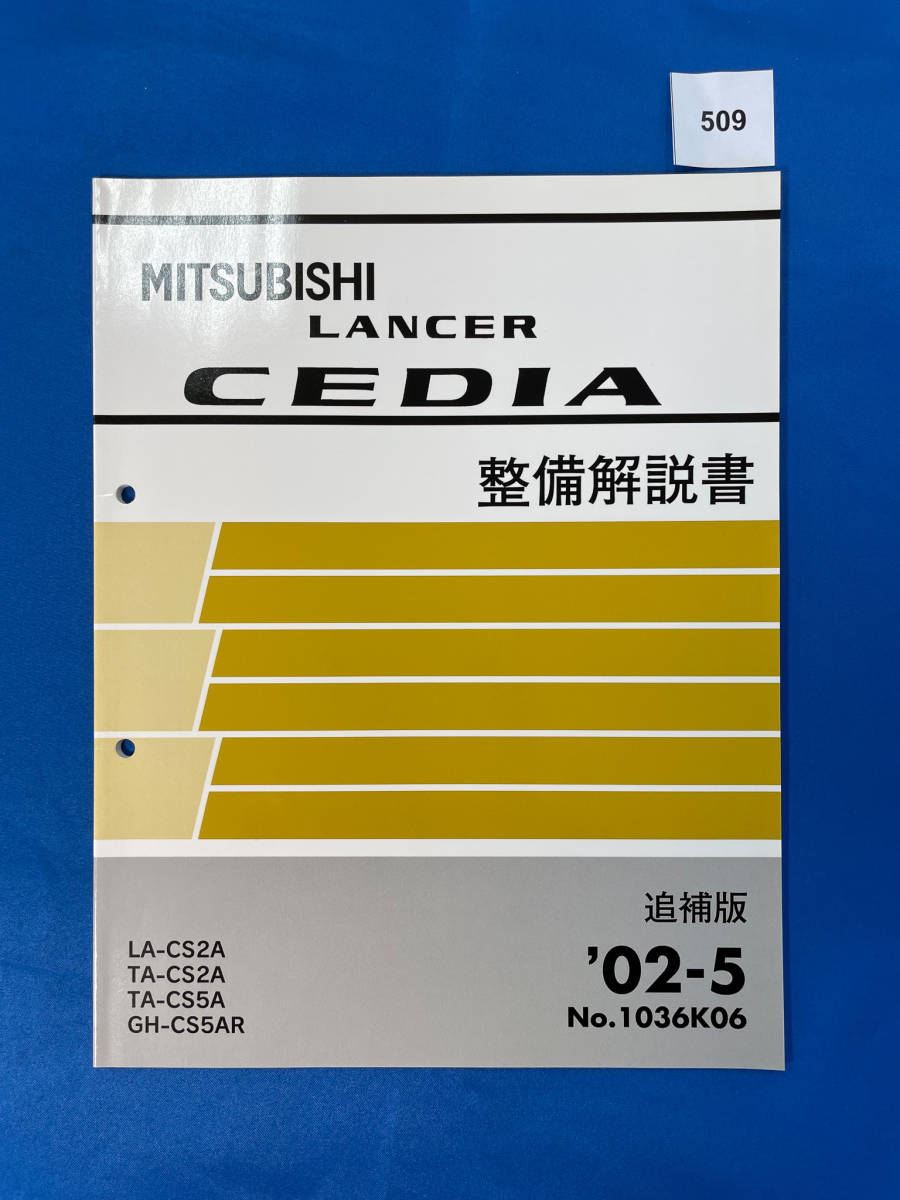 509
MITSUBISHI
LANCER
CEDIA
整備解説書
追補版
LA-CS2A
TA-CS2A
TA-CS5A
GH-CS5AR
'02-5
No.1036K06